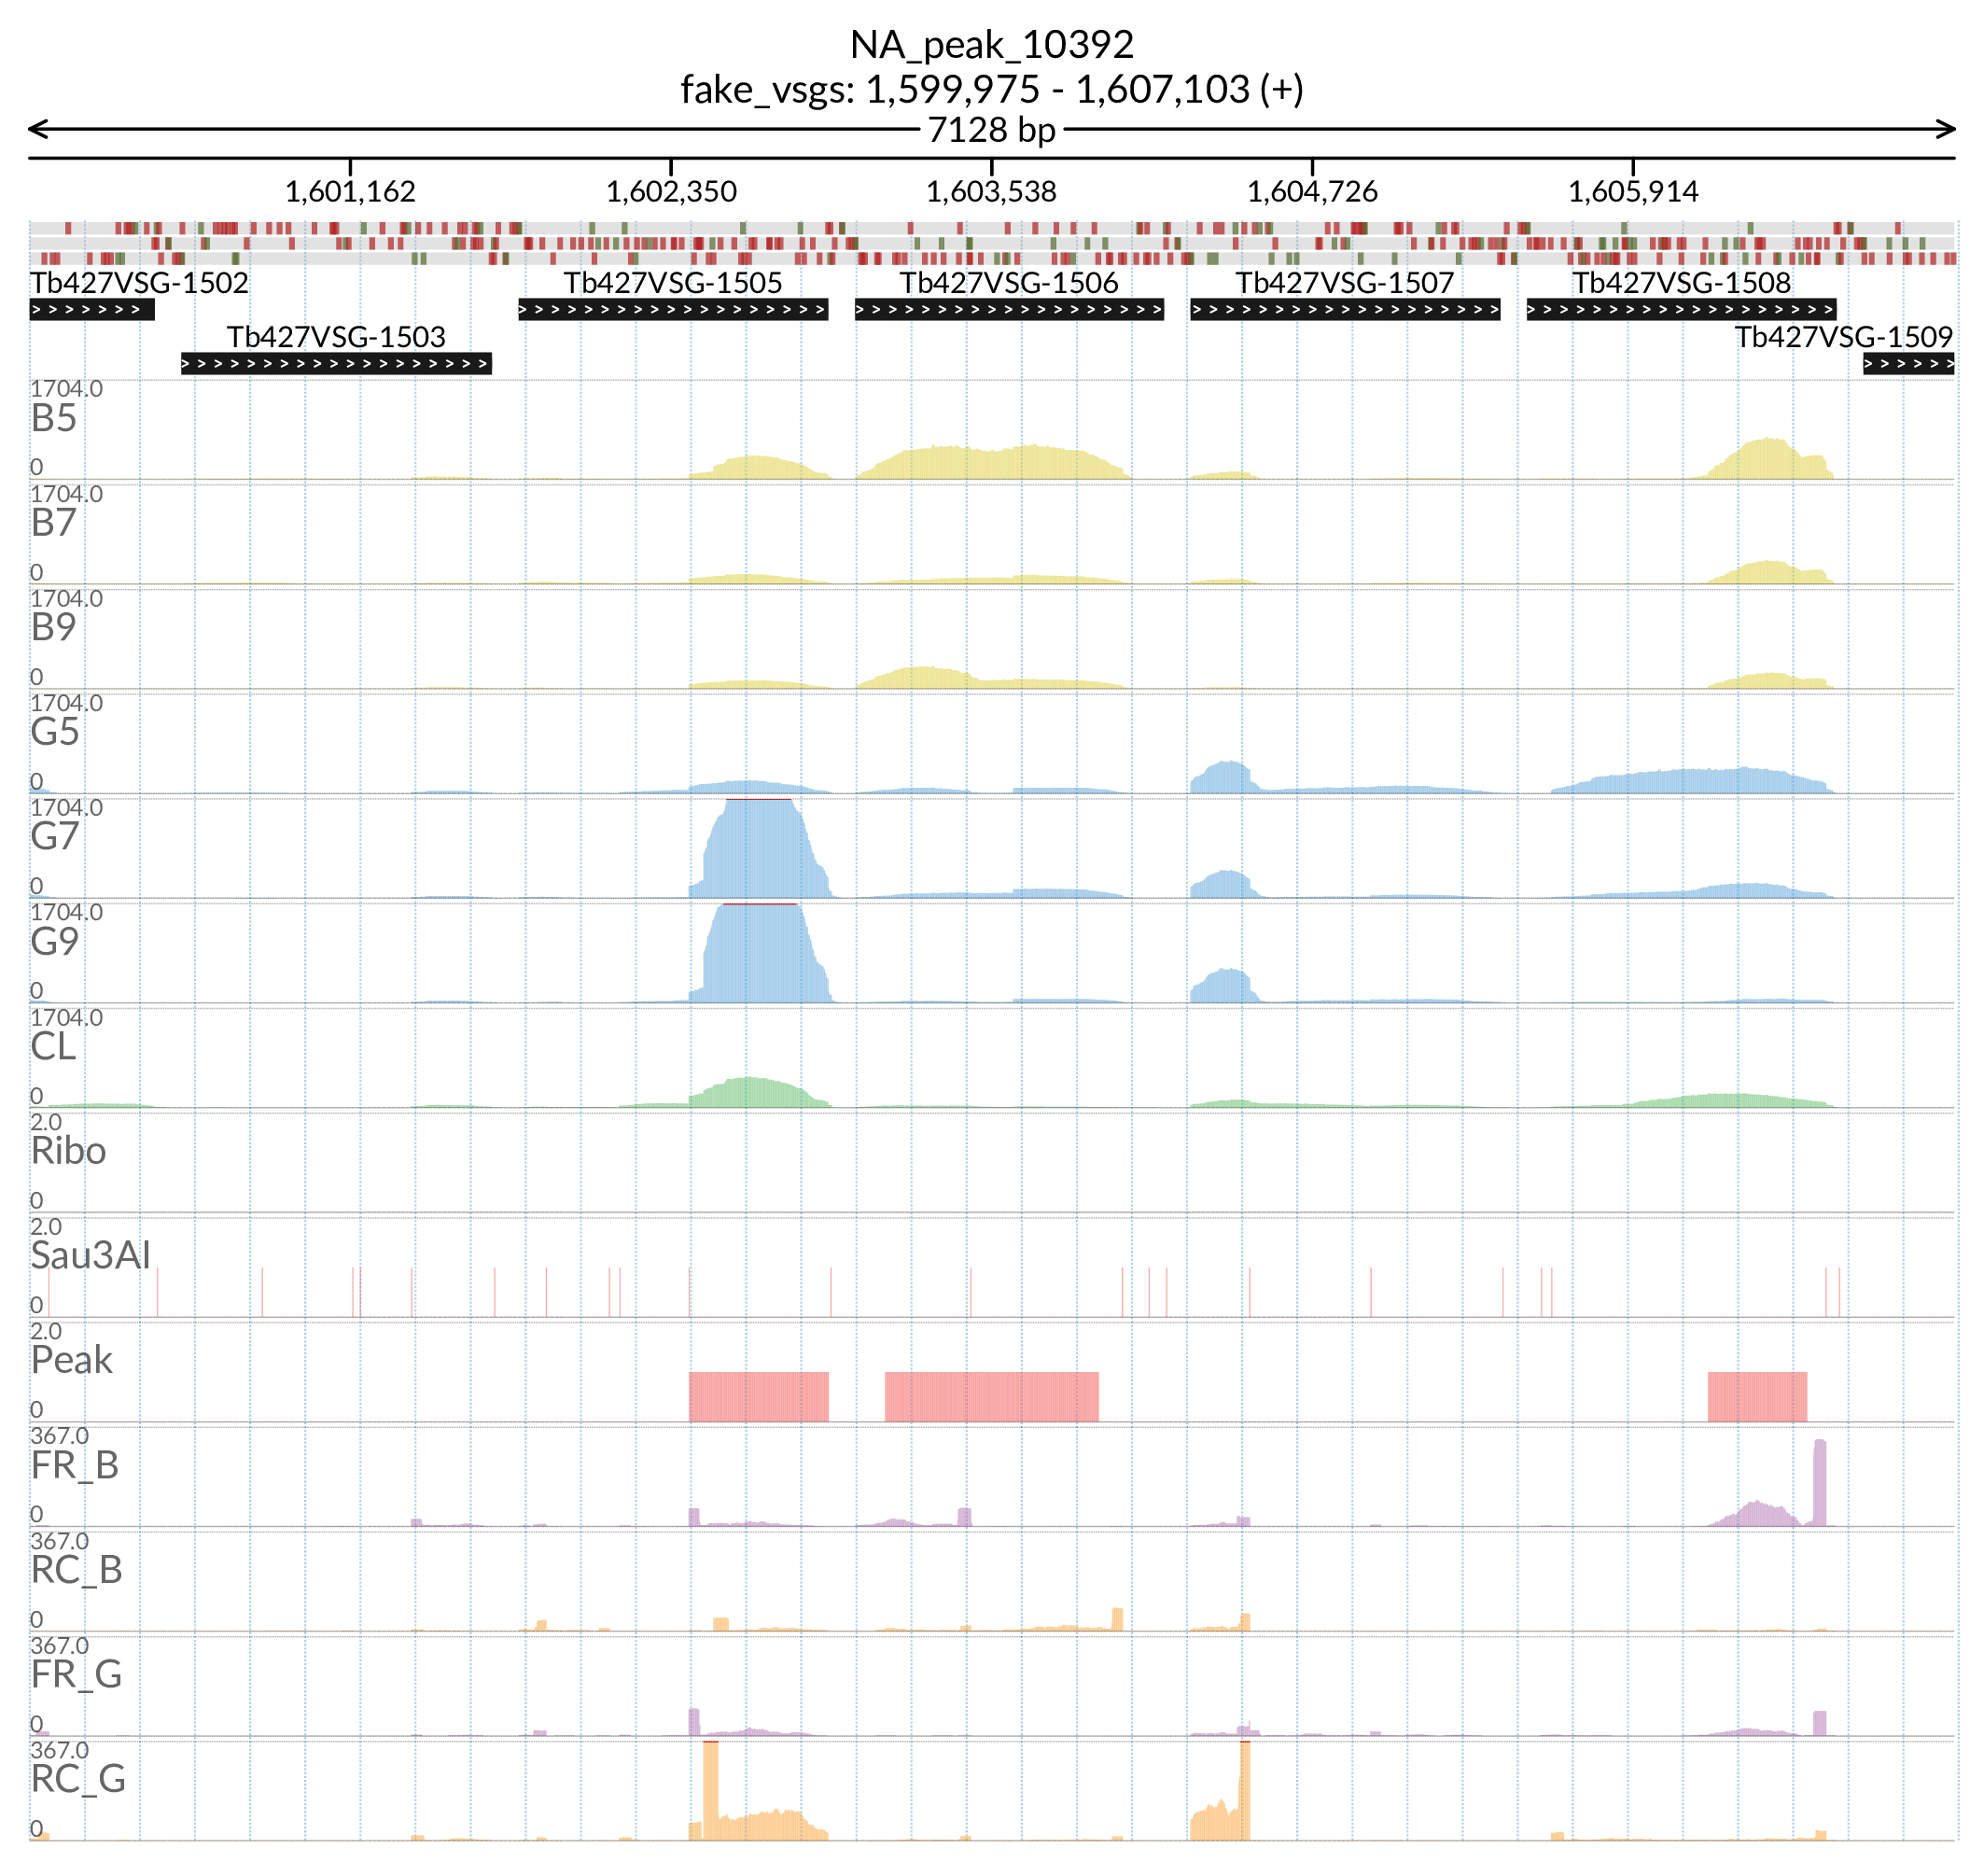 NA_peak_10392
fake_vsgs: 1,599,975 - 1,607,103 (+)
7128 bp
1,601,162 1,602,350 1,603,538 1,604,726 1,605,914
Tb427VSG-1502 Tb427VSG-1505 Tb427VSG-1506 Tb427VSG-1507 Tb427VSG-1508
Tb427VSG-1503 Tb427VSG-1509
1704.0
B5
0
1704.0
B7
0
1704.0
B9
0
1704.0
G5
0
1704.0
G7
0
1704.0
G9
0
1704.0
CL
0
2.0
Ribo
0
2.0
Sau3AI
0
2.0
Peak
0
367.0
FR_B
0
367.0
RC_B
0
367.0
FR_G
0
367.0
RC_G
0